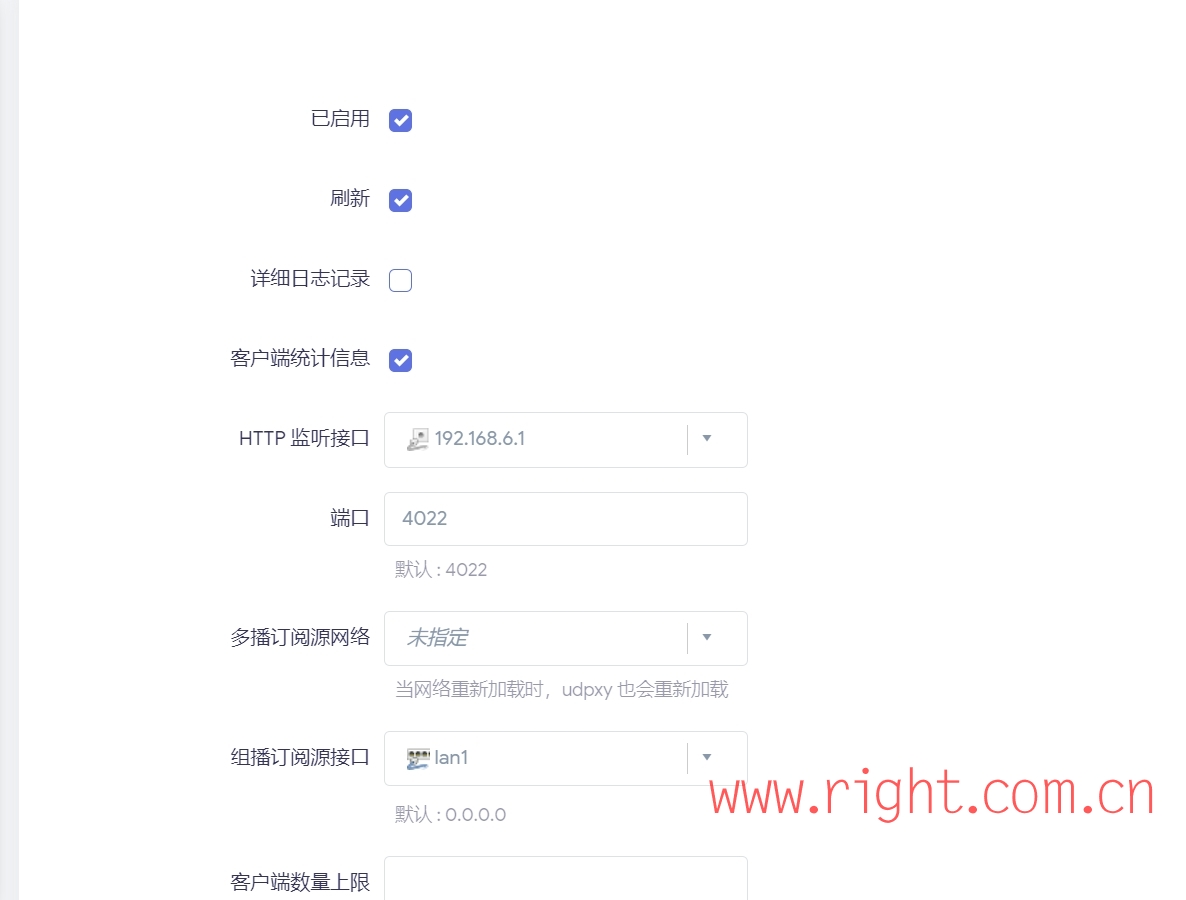 已启用
刷新
详细日志记录
客户端统计信息
HTTP 监听接口 192.168.6.1
端口 4022
默认 : 4022
多播订阅源网络 未指定
当网络重新加载时，udpxy 也会重新加载
组播订阅源接口 lan1
www.right.com.cn
默认 : 0.0.0.0
客户端数量上限